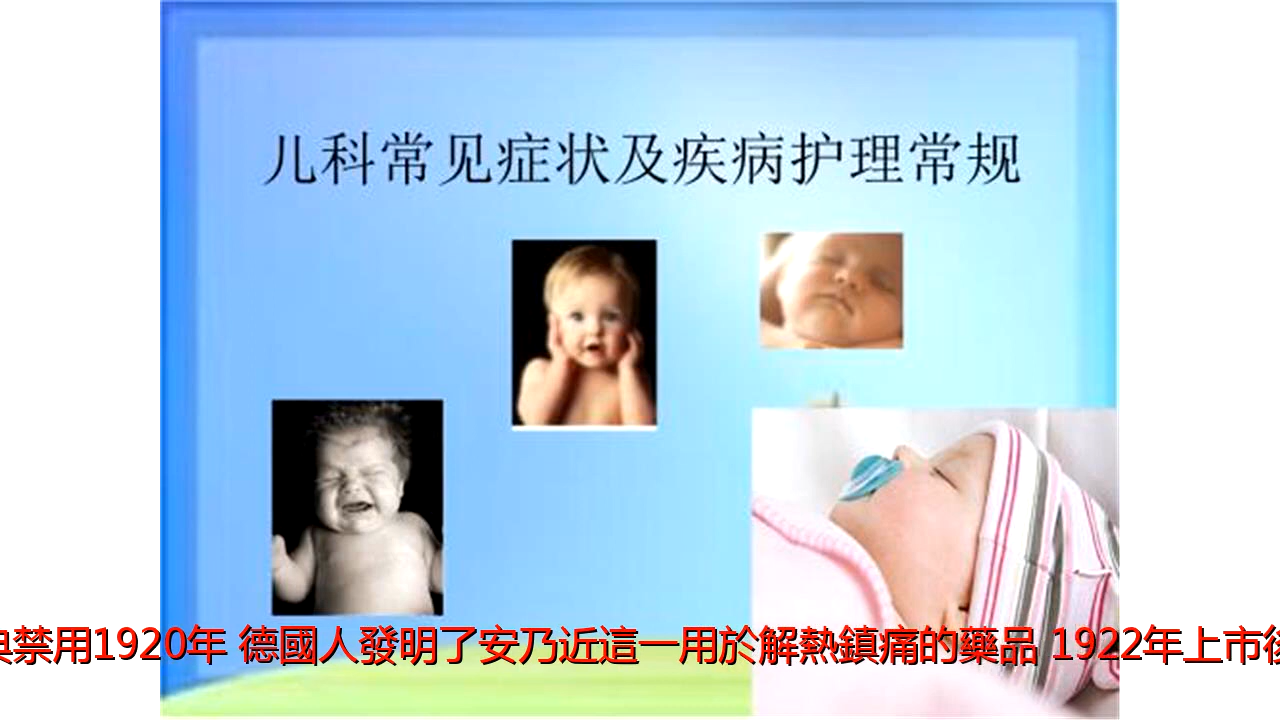 儿科常见症状及疾病护理常规
禁用1920年 德國人發明了安乃近這一用於解熱鎮痛的藥品 1922年上市